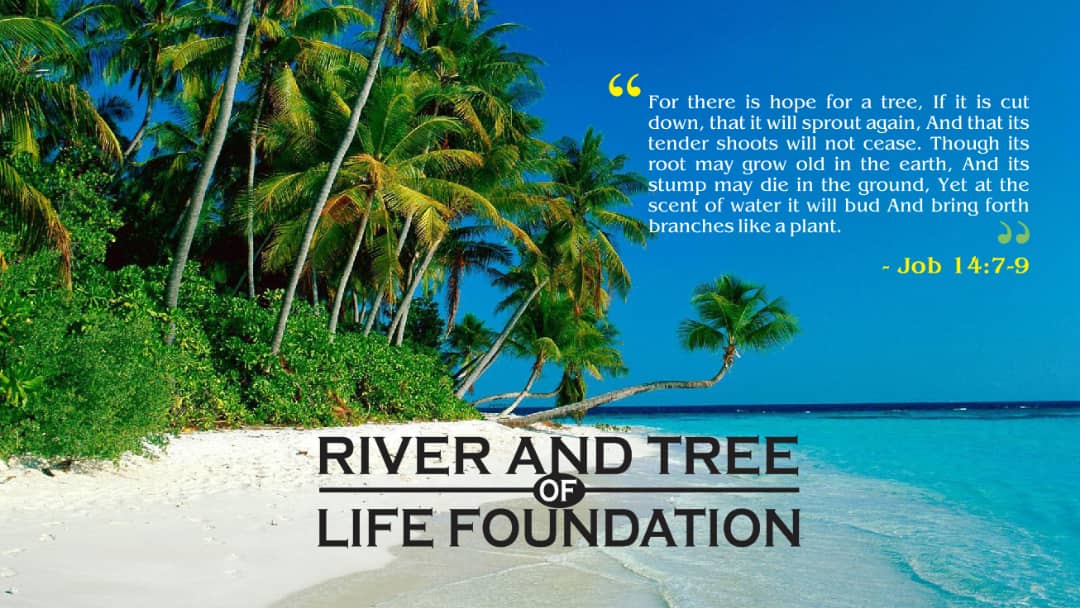 “
For there is hope for a tree, If it is cut
down, that it will sprout again, And that its
tender shoots will not cease. Though its
root may grow old in the earth, And its
stump may die in the ground, Yet at the
scent of water it will bud And bring forth
branches like a plant.
”
- Job 14:7-9
RIVER AND TREE
OF
LIFE FOUNDATION